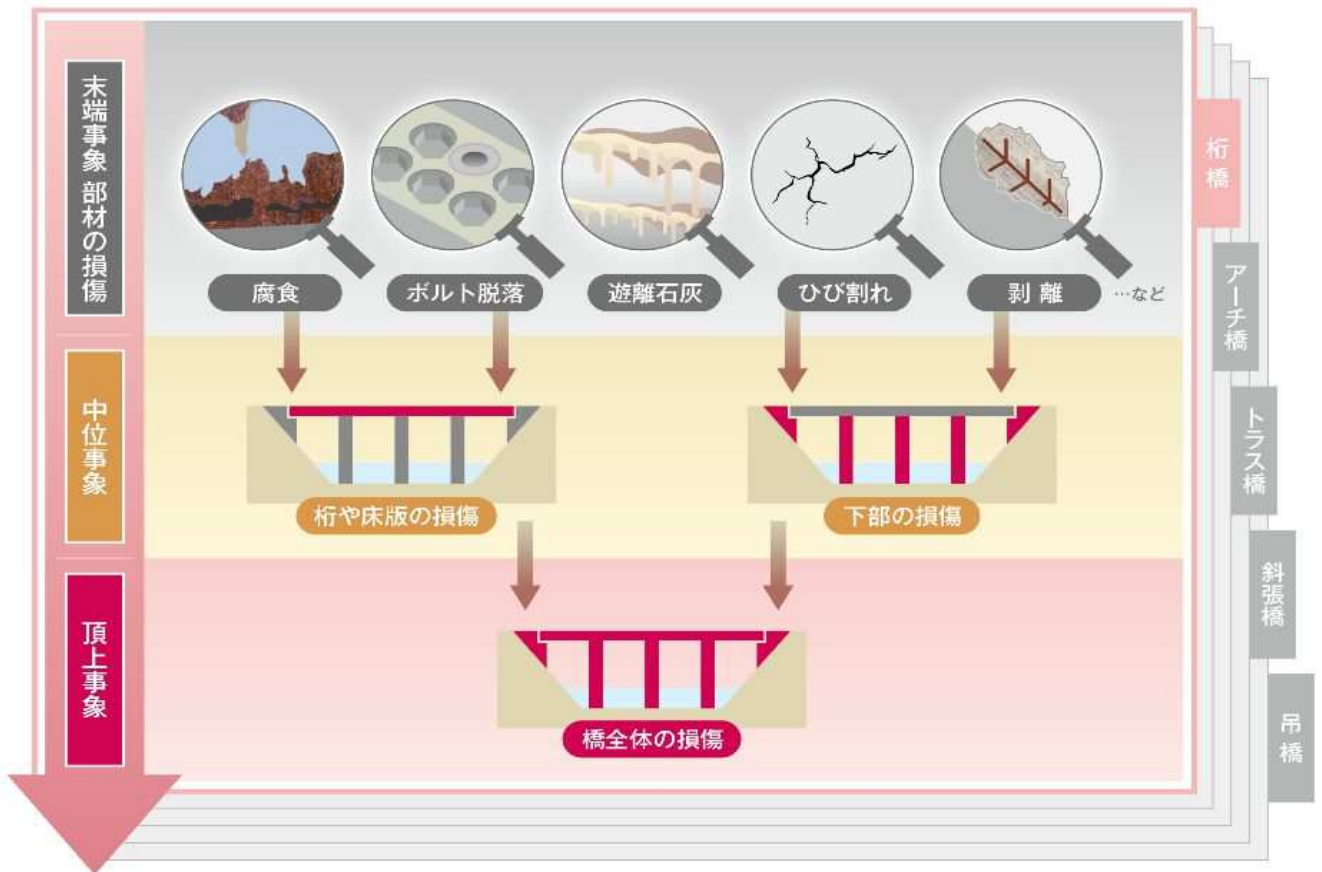 末端事象 部材の損傷
腐食
ボルト脱落
遊離石灰
ひび割れ
剥離
…など
中位事象
桁や床版の損傷
下部の損傷
頂上事象
橋全体の損傷
桁橋
アーチ橋
トラス橋
斜張橋
吊橋